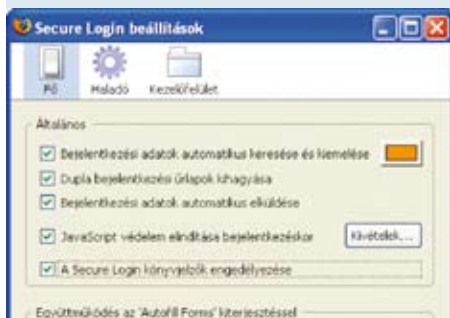 Secure Login beállítások
Fő Haladó Kezelőfelület
Általános
Bejelentkezési adatok automatikus keresése és kiemelése
Dupla bejelentkezési űrlapok kihagyása
Bejelentkezési adatok automatikus elküldése
JavaScript védelem elindítása bejelentkezéskor Kivételek...
A Secure Login könyvjelzők engedélyezése
Együttműködés az 'Autofill Forms' kiterjesztéssel